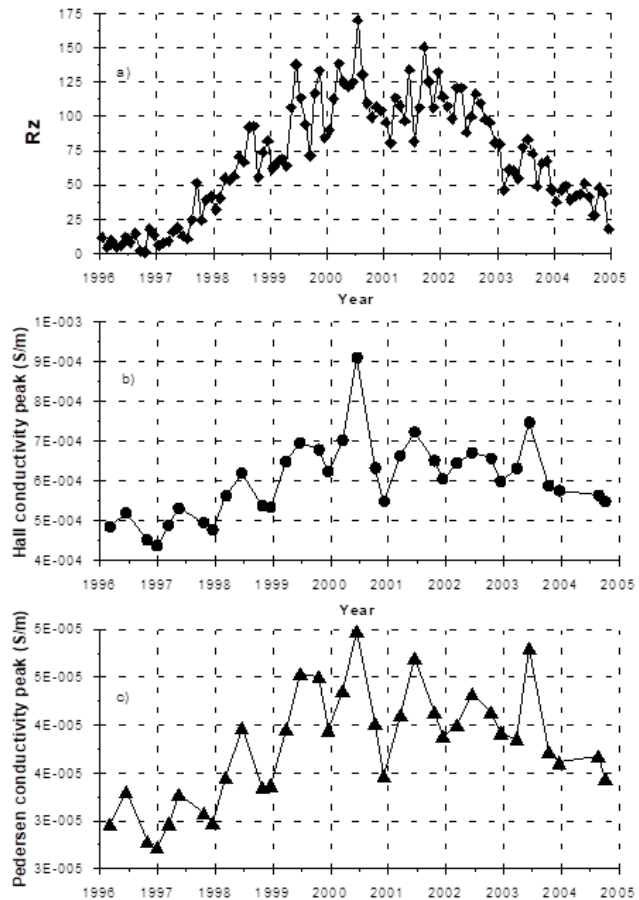 175
150
125
100
75
50
25
0
Rz
a)
1996 1997 1998 1999 2000 2001 2002 2003 2004 2005
Year
1E-003
9E-004
8E-004
7E-004
6E-004
5E-004
4E-004
Hall conductivity peak (S/m)
b)
1996 1997 1998 1999 2000 2001 2002 2003 2004 2005
Year
5E-005
5E-005
4E-005
4E-005
3E-005
3E-005
Pedersen conductivity peak (S/m)
c)
1996 1997 1998 1999 2000 2001 2002 2003 2004 2005